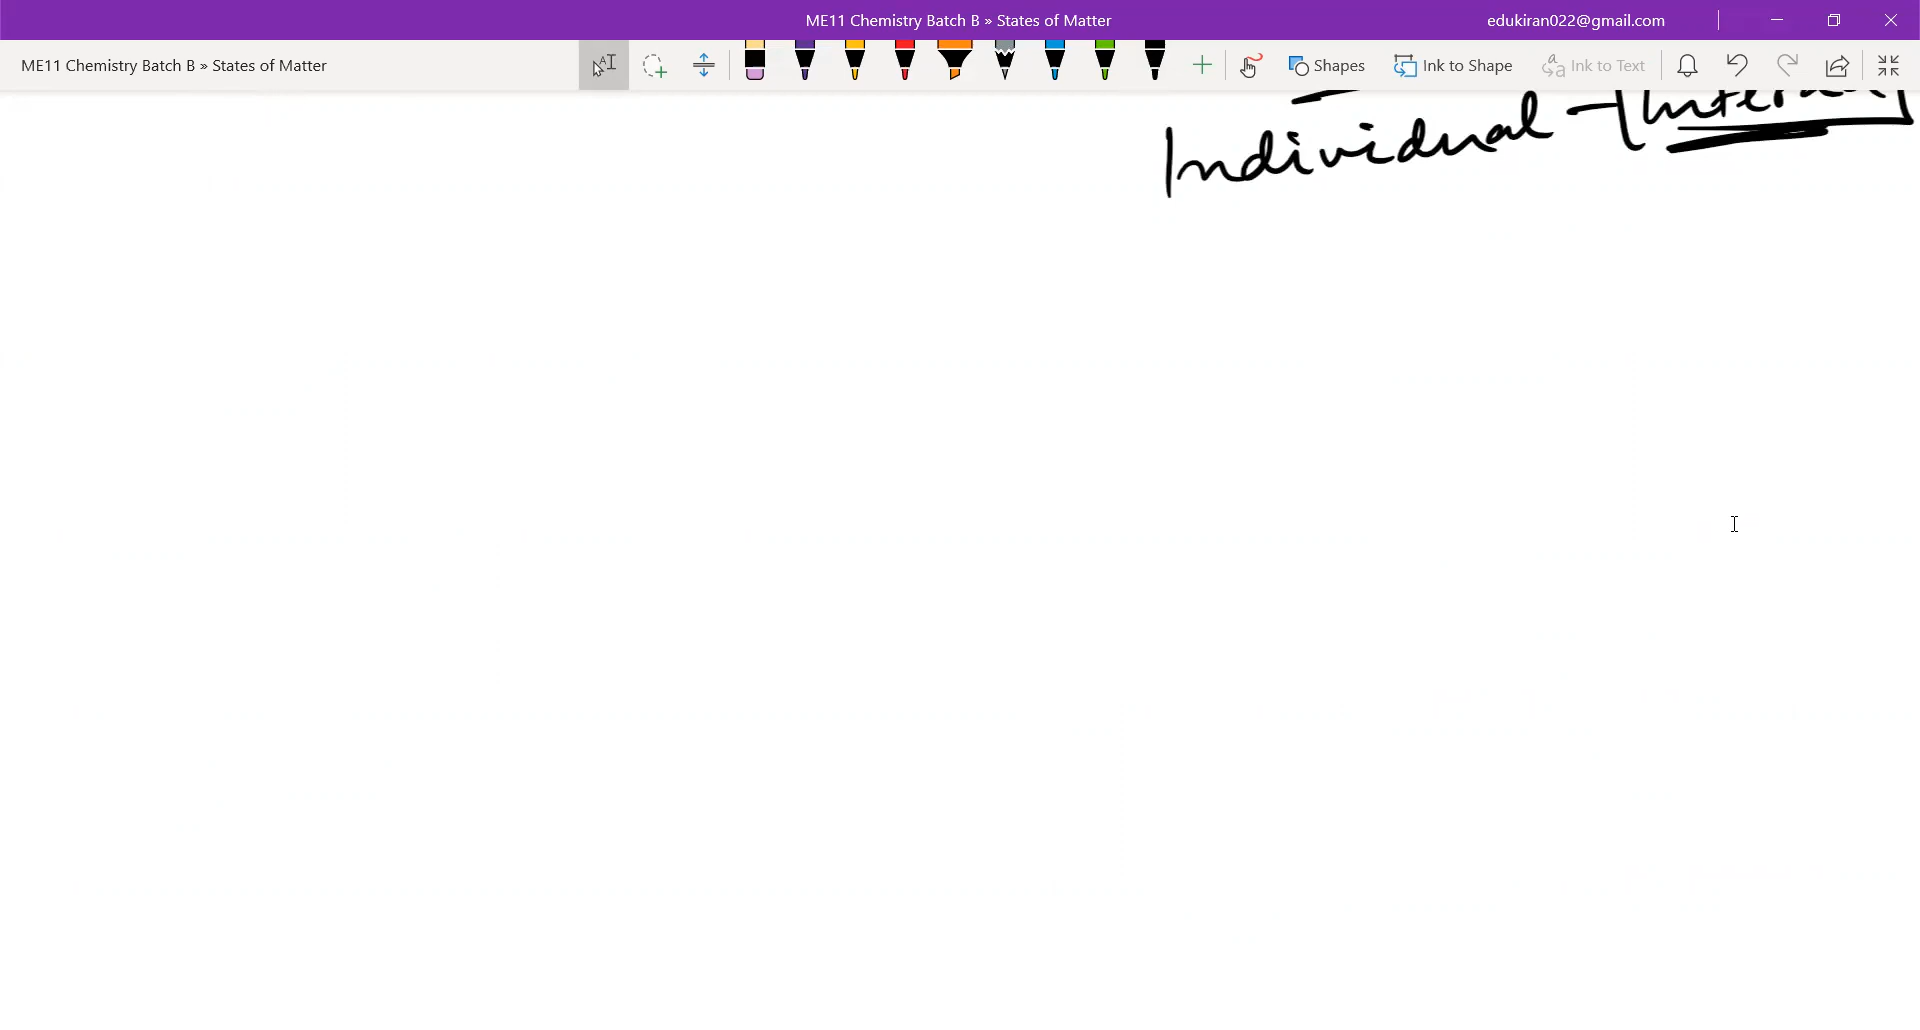 ME11 Chemistry Batch B » States of Matter
edukiran022@gmail.com
ME11 Chemistry Batch B » States of Matter
Shapes
Ink to Shape
Ink to Text
Individual